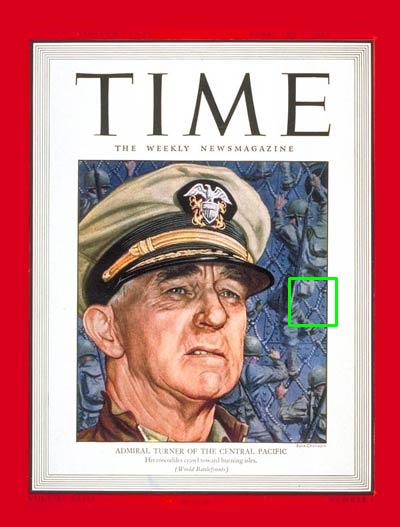 TIME
THE WEEKLY NEWSMAGAZINE
ADMIRAL TURNER OF THE CENTRAL PACIFIC
His crocodiles crawl toward burning isles.
(World Battlefronts)